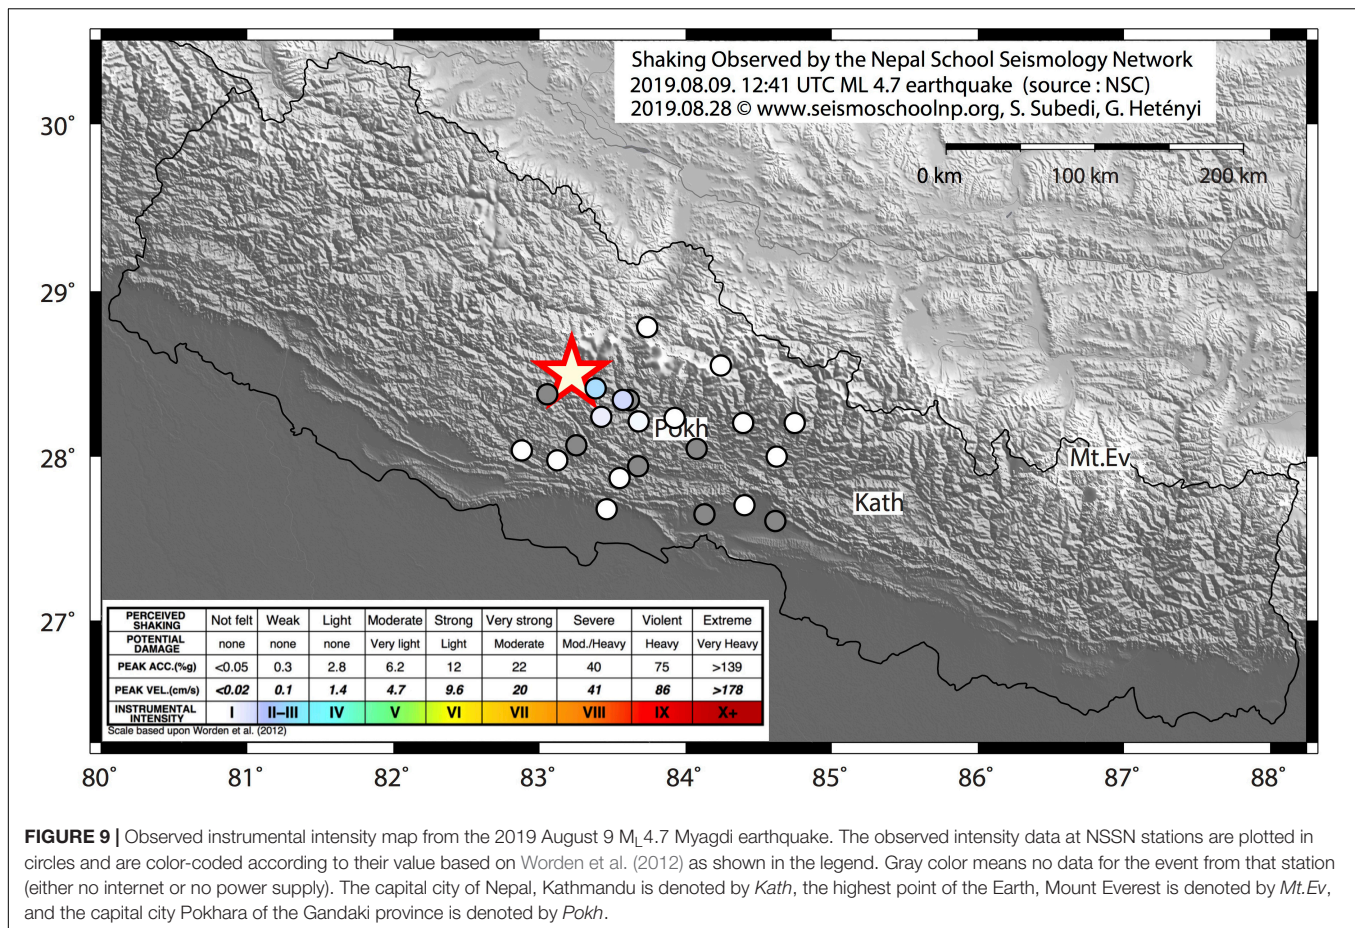 Shaking Observed by the Nepal School Seismology Network
2019.08.09. 12:41 UTC ML 4.7 earthquake (source : NSC)
2019.08.28 © www.seismoschoolnp.org, S. Subedi, G. Hetényi
0 km 100 km 200 km
30˚
29˚
28˚
27˚
Pokh
Mt.Ev
Kath
PERCEIVED SHAKING Not felt Weak Light Moderate Strong Very strong Severe Violent Extreme
POTENTIAL DAMAGE none none none Very light Light Moderate Mod./Heavy Heavy Very Heavy
PEAK ACC.(%g) <0.05 0.3 2.8 6.2 12 22 40 75 >139
PEAK VEL.(cm/s) <0.02 0.1 1.4 4.7 9.6 20 41 86 >178
INSTRUMENTAL INTENSITY I II–III IV V VI VII VIII IX X+
Scale based upon Worden et al. (2012)
80˚ 81˚ 82˚ 83˚ 84˚ 85˚ 86˚ 87˚ 88˚
FIGURE 9 | Observed instrumental intensity map from the 2019 August 9 ML4.7 Myagdi earthquake. The observed intensity data at NSSN stations are plotted in
circles and are color-coded according to their value based on Worden et al. (2012) as shown in the legend. Gray color means no data for the event from that station
(either no internet or no power supply). The capital city of Nepal, Kathmandu is denoted by Kath, the highest point of the Earth, Mount Everest is denoted by Mt.Ev,
and the capital city Pokhara of the Gandaki province is denoted by Pokh.